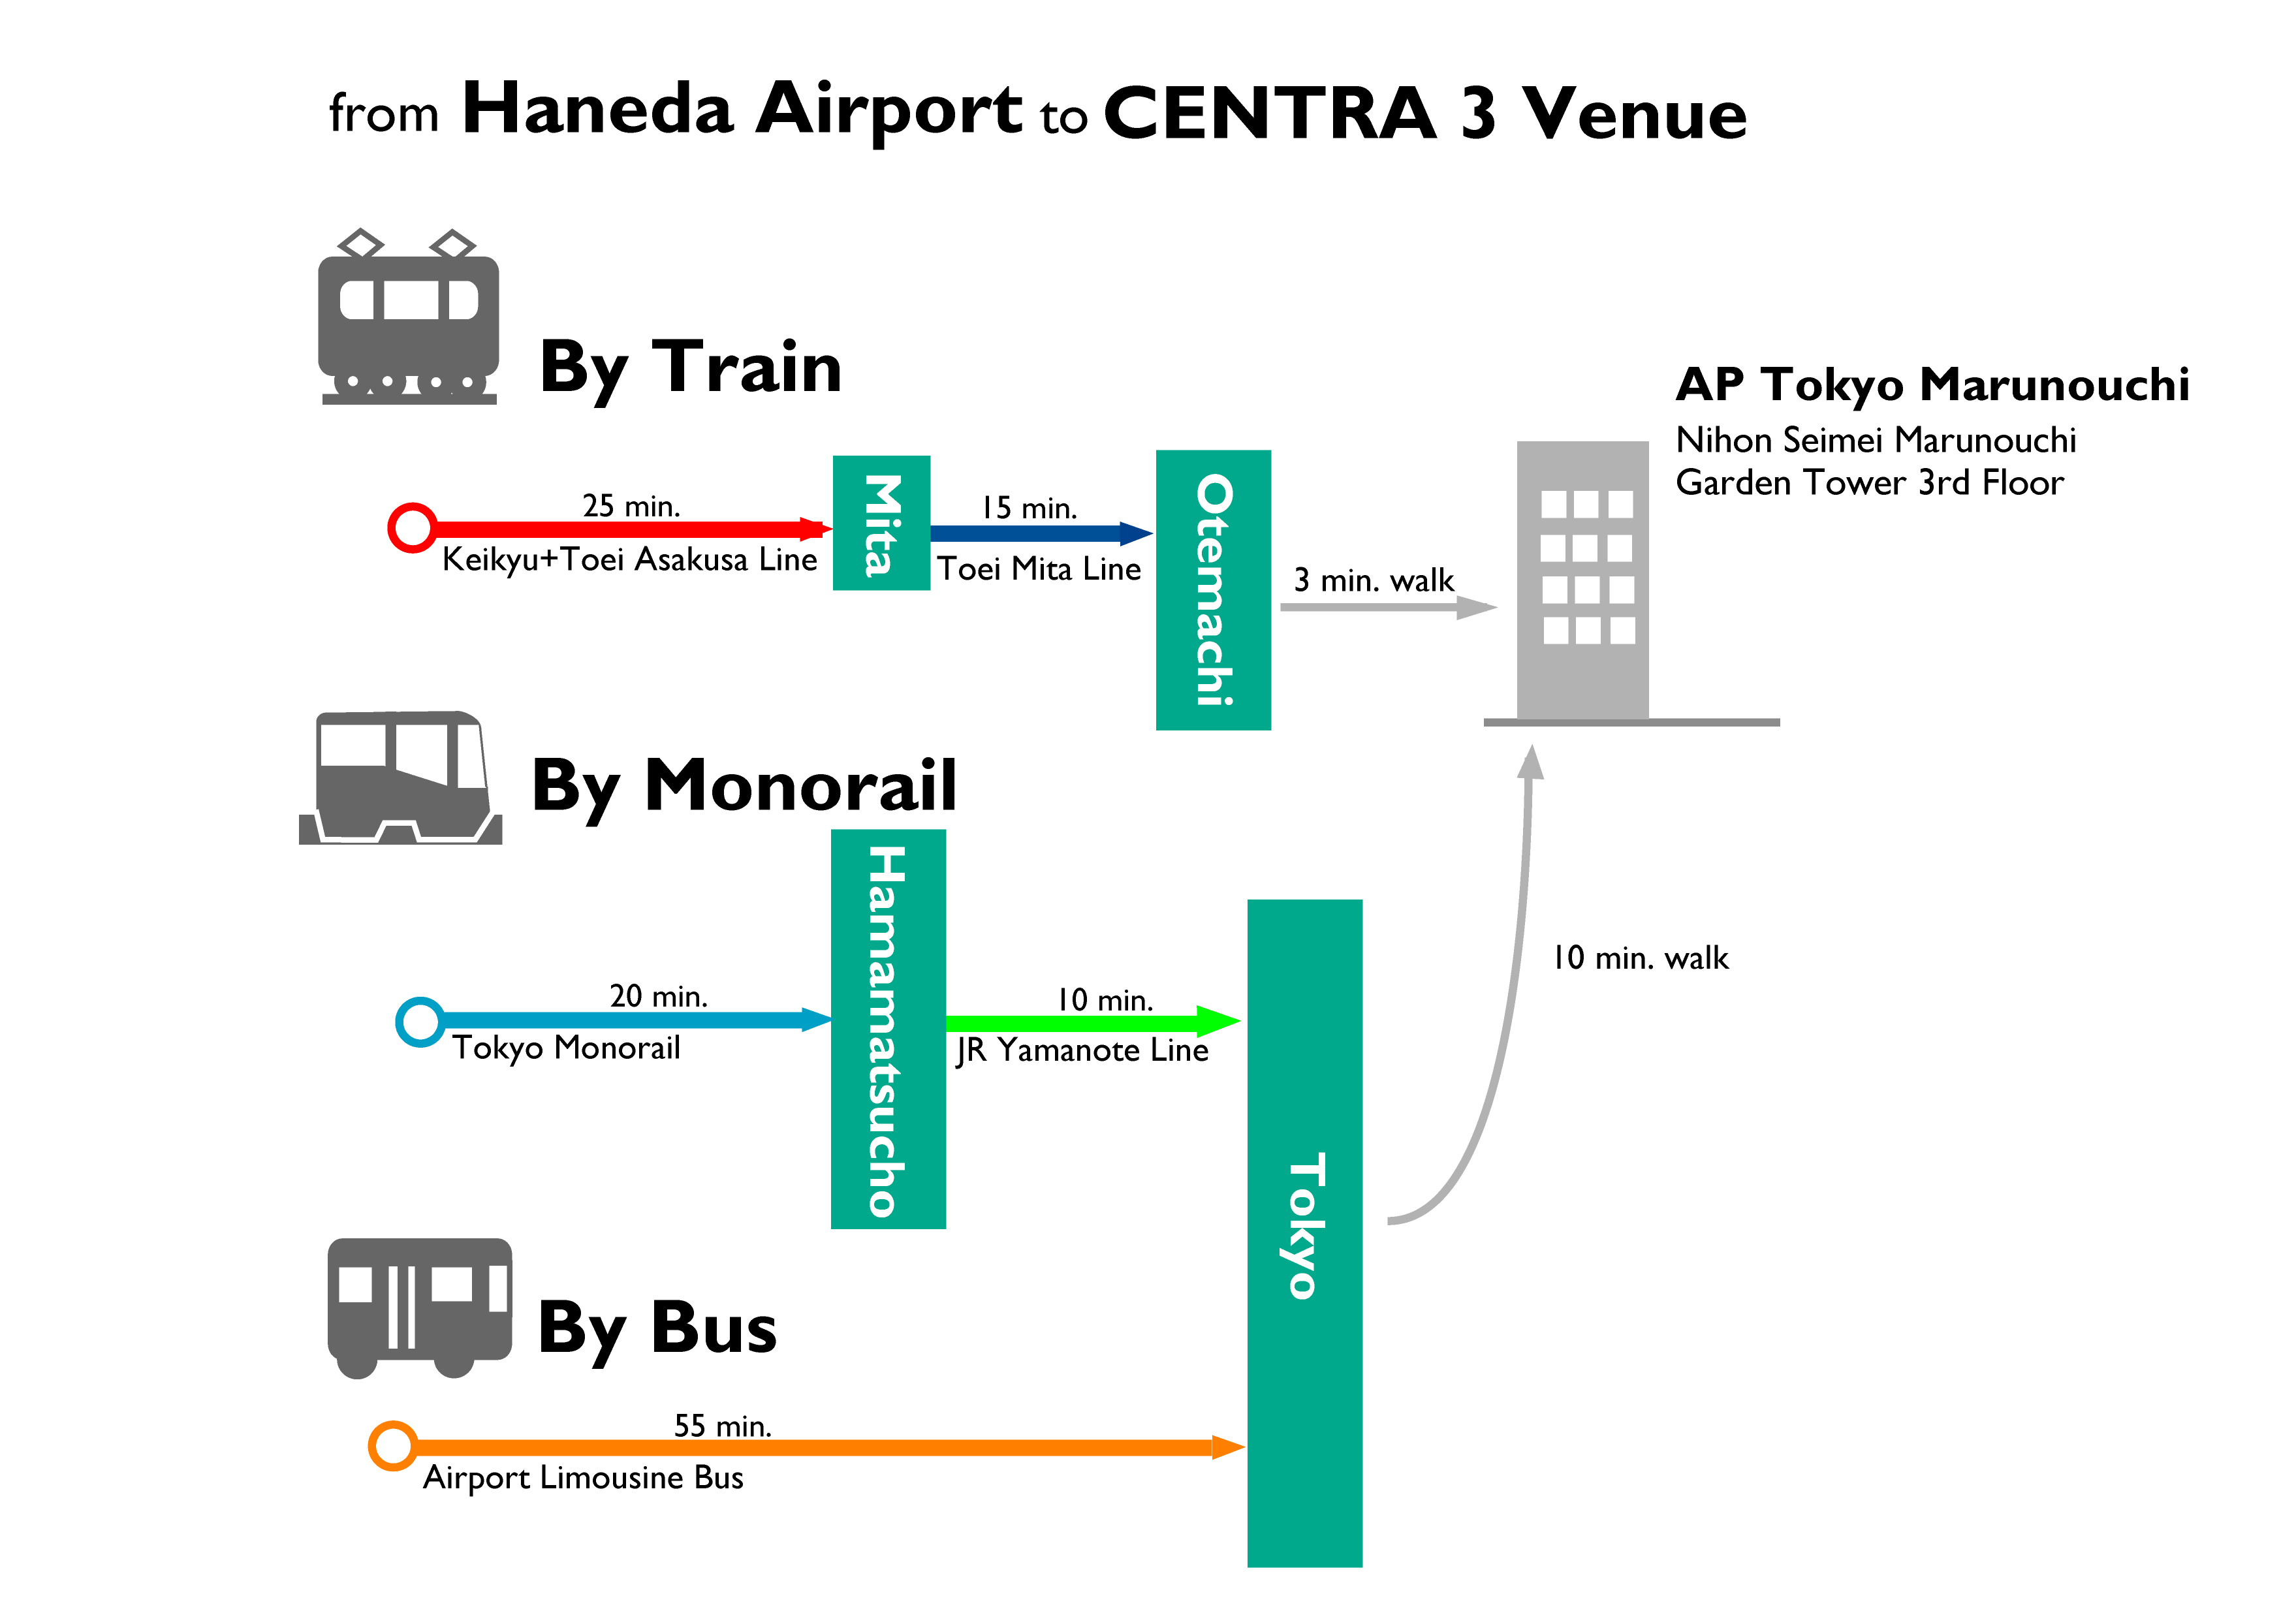 from Haneda Airport to CENTRA 3 Venue
By Train
25 min.
Keikyu+Toei Asakusa Line
Mita
15 min.
Toei Mita Line
Otemachi
3 min. walk
AP Tokyo Marunouchi
Nihon Seimei Marunouchi
Garden Tower 3rd Floor
By Monorail
20 min.
Tokyo Monorail
Hamamatsucho
10 min.
JR Yamanote Line
Tokyo
10 min. walk
By Bus
55 min.
Airport Limousine Bus